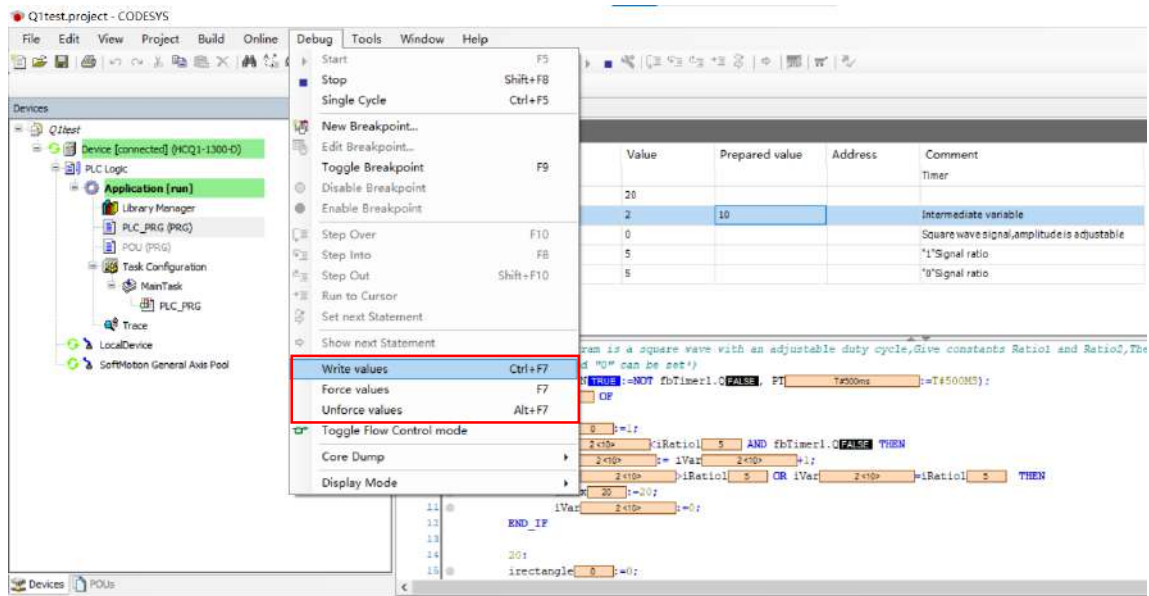 Q1test.project - CODESYS
File Edit View Project Build Online Debug Tools Window Help
Start F5
Stop Shift+F8
Single Cycle Ctrl+F5
New Breakpoint...
Edit Breakpoint...
Toggle Breakpoint F9
Disable Breakpoint
Enable Breakpoint
Step Over F10
Step Into F8
Step Out Shift+F10
Run to Cursor
Set next Statement
Show next Statement
Write values Ctrl+F7
Force values F7
Unforce values Alt+F7
Toggle Flow Control mode
Core Dump
Display Mode
Devices
Q1test
Device [connected] (HCQ1-1300-D)
PLC Logic
Application [run]
Library Manager
PLC_PRG (PRG)
POU (PRG)
Task Configuration
MainTask
PLC_PRG
Trace
LocalDevice
SoftMotion General Axis Pool
Devices POUs
Value Prepared value Address Comment
Timer
20
2 10 Intermediate variable
0 Square wave signal,amplitude is adjustable
5 "1"Signal ratio
5 "0"Signal ratio
ram is a square wave with an adjustable duty cycle,Give constants Ratio1 and Ratio2,The
d "0" can be set*)
N TRUE :=NOT fbTimer1.Q FALSE , PT T#500ms :=T#500MS);
OF
0 :=1;
2<10> <iRatio1 5 AND fbTimer1.Q FALSE THEN
2<10> := iVar 2<10> +1;
2<10> >iRatio1 5 OR iVar 2<10> =iRatio1 5 THEN
20 :=20;
11 iVar 2<10> :=0;
12 END_IF
13
14 20:
15 irectangle 0 :=0;